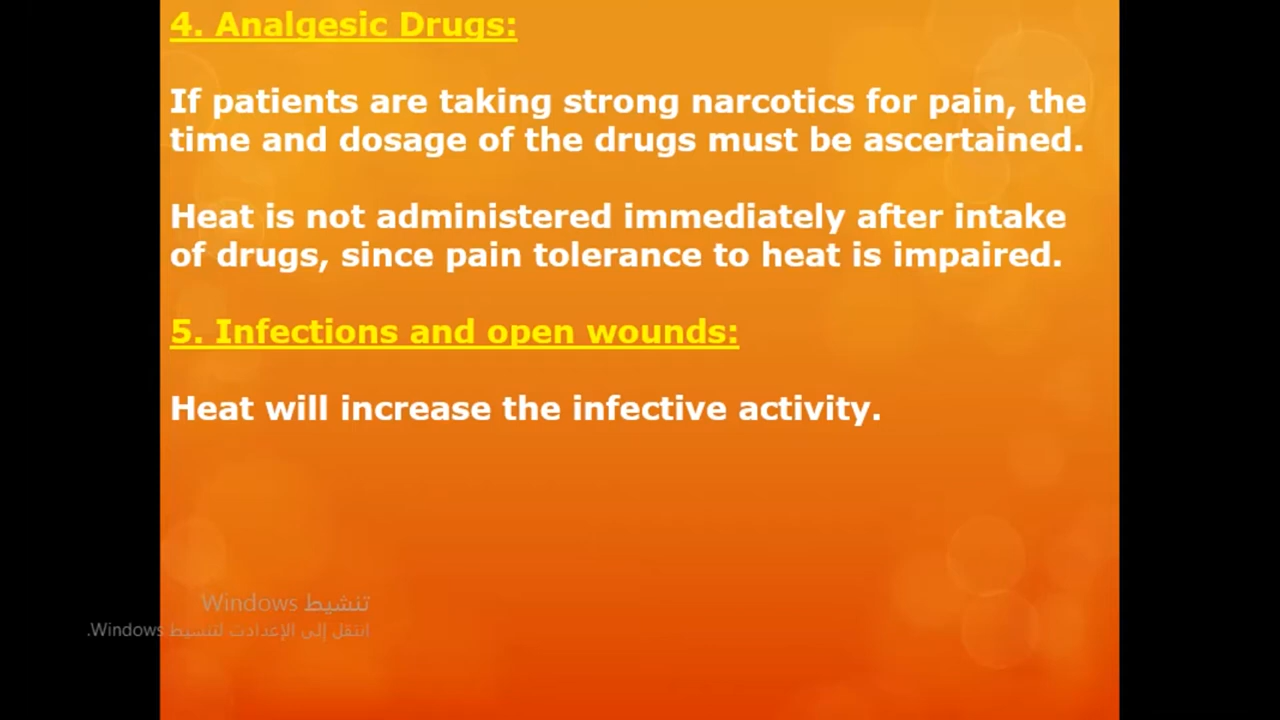 4. Analgesic Drugs:
If patients are taking strong narcotics for pain, the
time and dosage of the drugs must be ascertained.
Heat is not administered immediately after intake
of drugs, since pain tolerance to heat is impaired.
5. Infections and open wounds:
Heat will increase the infective activity.
تنشيط Windows
انتقل إلى الإعدادت لتنشيط Windows.